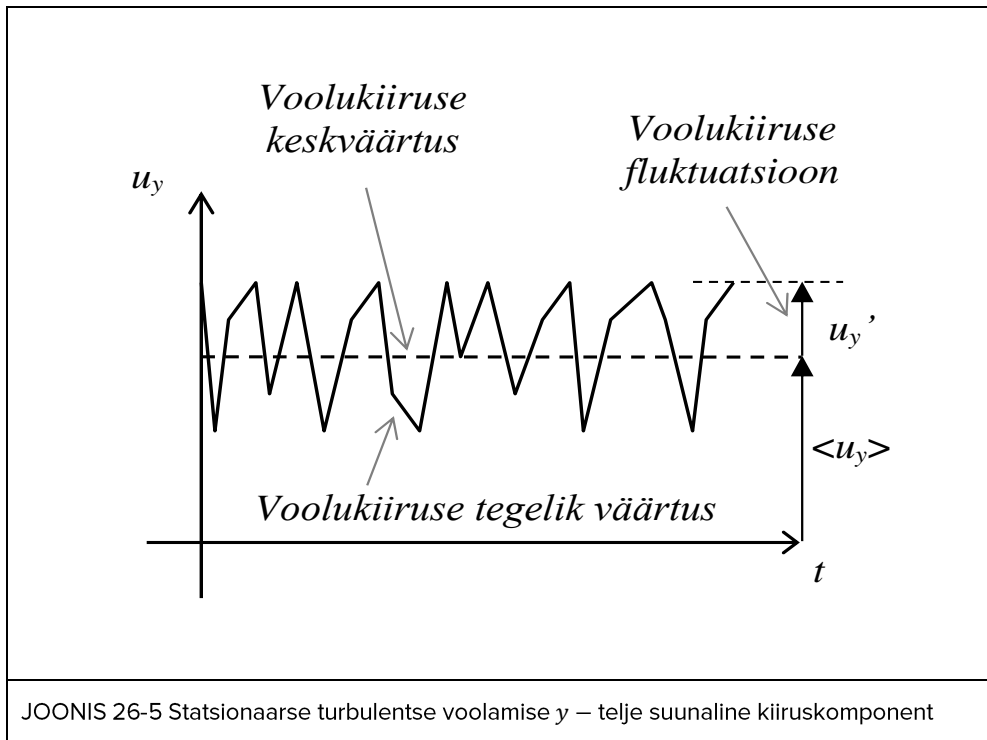 Voolukiiruse
keskväärtus
Voolukiiruse
fluktuatsioon
u_y
u_y’
<u_y>
Voolukiiruse tegelik väärtus
t
JOONIS 26-5 Statsionaarse turbulentse voolamise y – telje suunaline kiiruskomponent